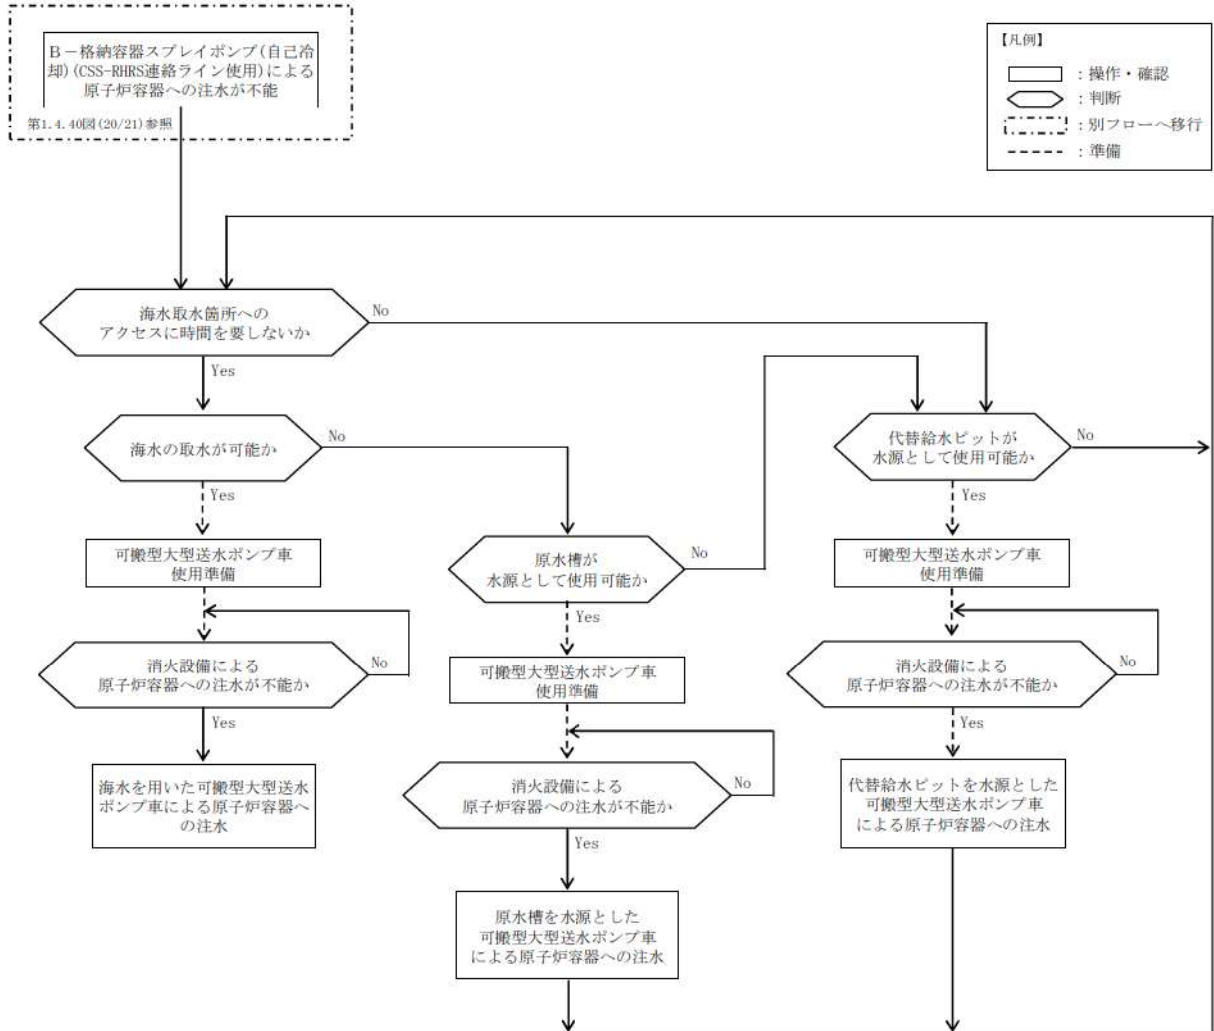 B－格納容器スプレイポンプ(自己冷
却)(CSS-RHRS連絡ライン使用)による
原子炉容器への注水が不能
第1.4.40図(20/21)参照
【凡例】
：操作・確認
：判断
：別フローへ移行
：準備
海水取水箇所への
アクセスに時間を要しないか
No
Yes
海水の取水が可能か
No
Yes
代替給水ピットが
水源として使用可能か
No
Yes
可搬型大型送水ポンプ車
使用準備
原水槽が
水源として使用可能か
No
Yes
可搬型大型送水ポンプ車
使用準備
消火設備による
原子炉容器への注水が不能か
No
Yes
可搬型大型送水ポンプ車
使用準備
消火設備による
原子炉容器への注水が不能か
No
Yes
海水を用いた可搬型大型送水
ポンプ車による原子炉容器へ
の注水
消火設備による
原子炉容器への注水が不能か
No
Yes
代替給水ピットを水源とした
可搬型大型送水ポンプ車
による原子炉容器への注水
原水槽を水源とした
可搬型大型送水ポンプ車
による原子炉容器への注水